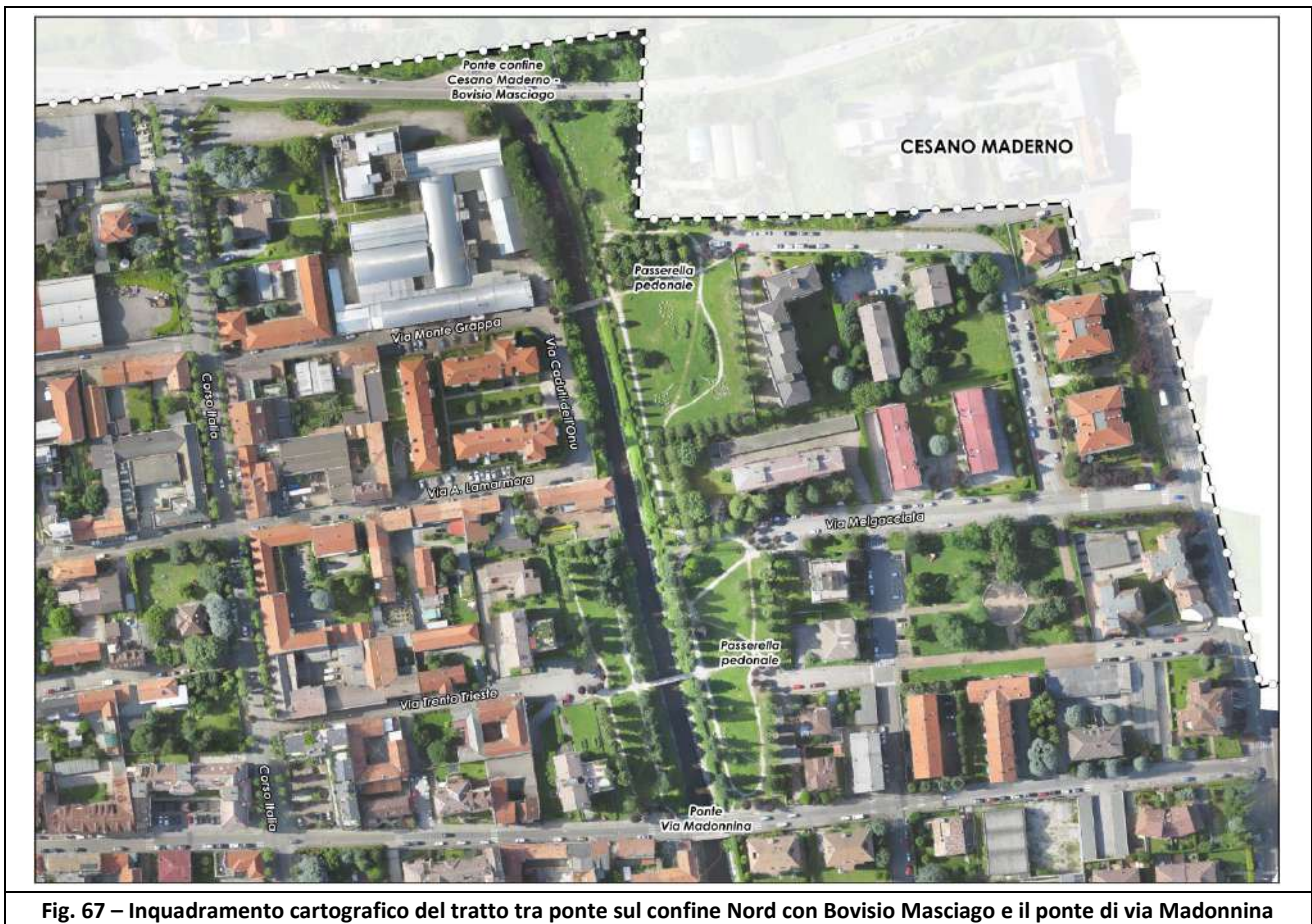 Ponte confine
Cesano Maderno -
Bovisio Masciago
CESANO MADERNO
Passerella
pedonale
Via Monte Grappa
Via Caduti dell'Onu
Corso Italia
Via A. Lamarmora
Via Melgacciata
Passerella
pedonale
Via Trento Trieste
Corso Italia
Ponte
Via Madonnina
Fig. 67 – Inquadramento cartografico del tratto tra ponte sul confine Nord con Bovisio Masciago e il ponte di via Madonnina